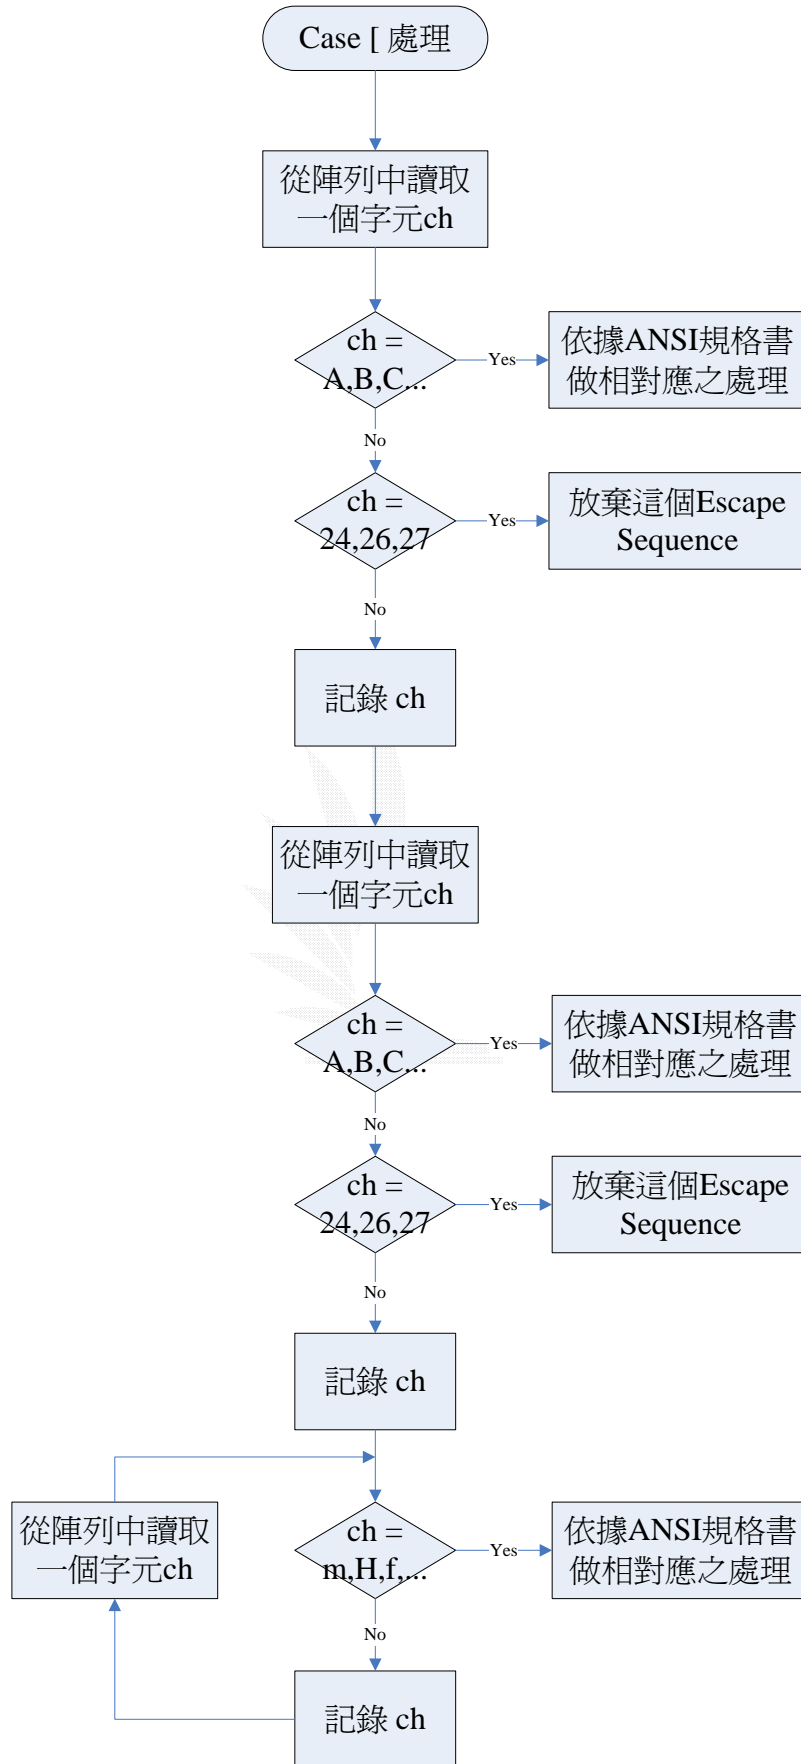 Case [ 處理
從陣列中讀取
一個字元ch
ch =
A,B,C...
Yes
依據ANSI規格書
做相對應之處理
No
ch =
24,26,27
Yes
放棄這個Escape
Sequence
No
記錄 ch
從陣列中讀取
一個字元ch
ch =
A,B,C...
Yes
依據ANSI規格書
做相對應之處理
No
ch =
24,26,27
Yes
放棄這個Escape
Sequence
No
記錄 ch
從陣列中讀取
一個字元ch
ch =
m,H,f,...
Yes
依據ANSI規格書
做相對應之處理
No
記錄 ch